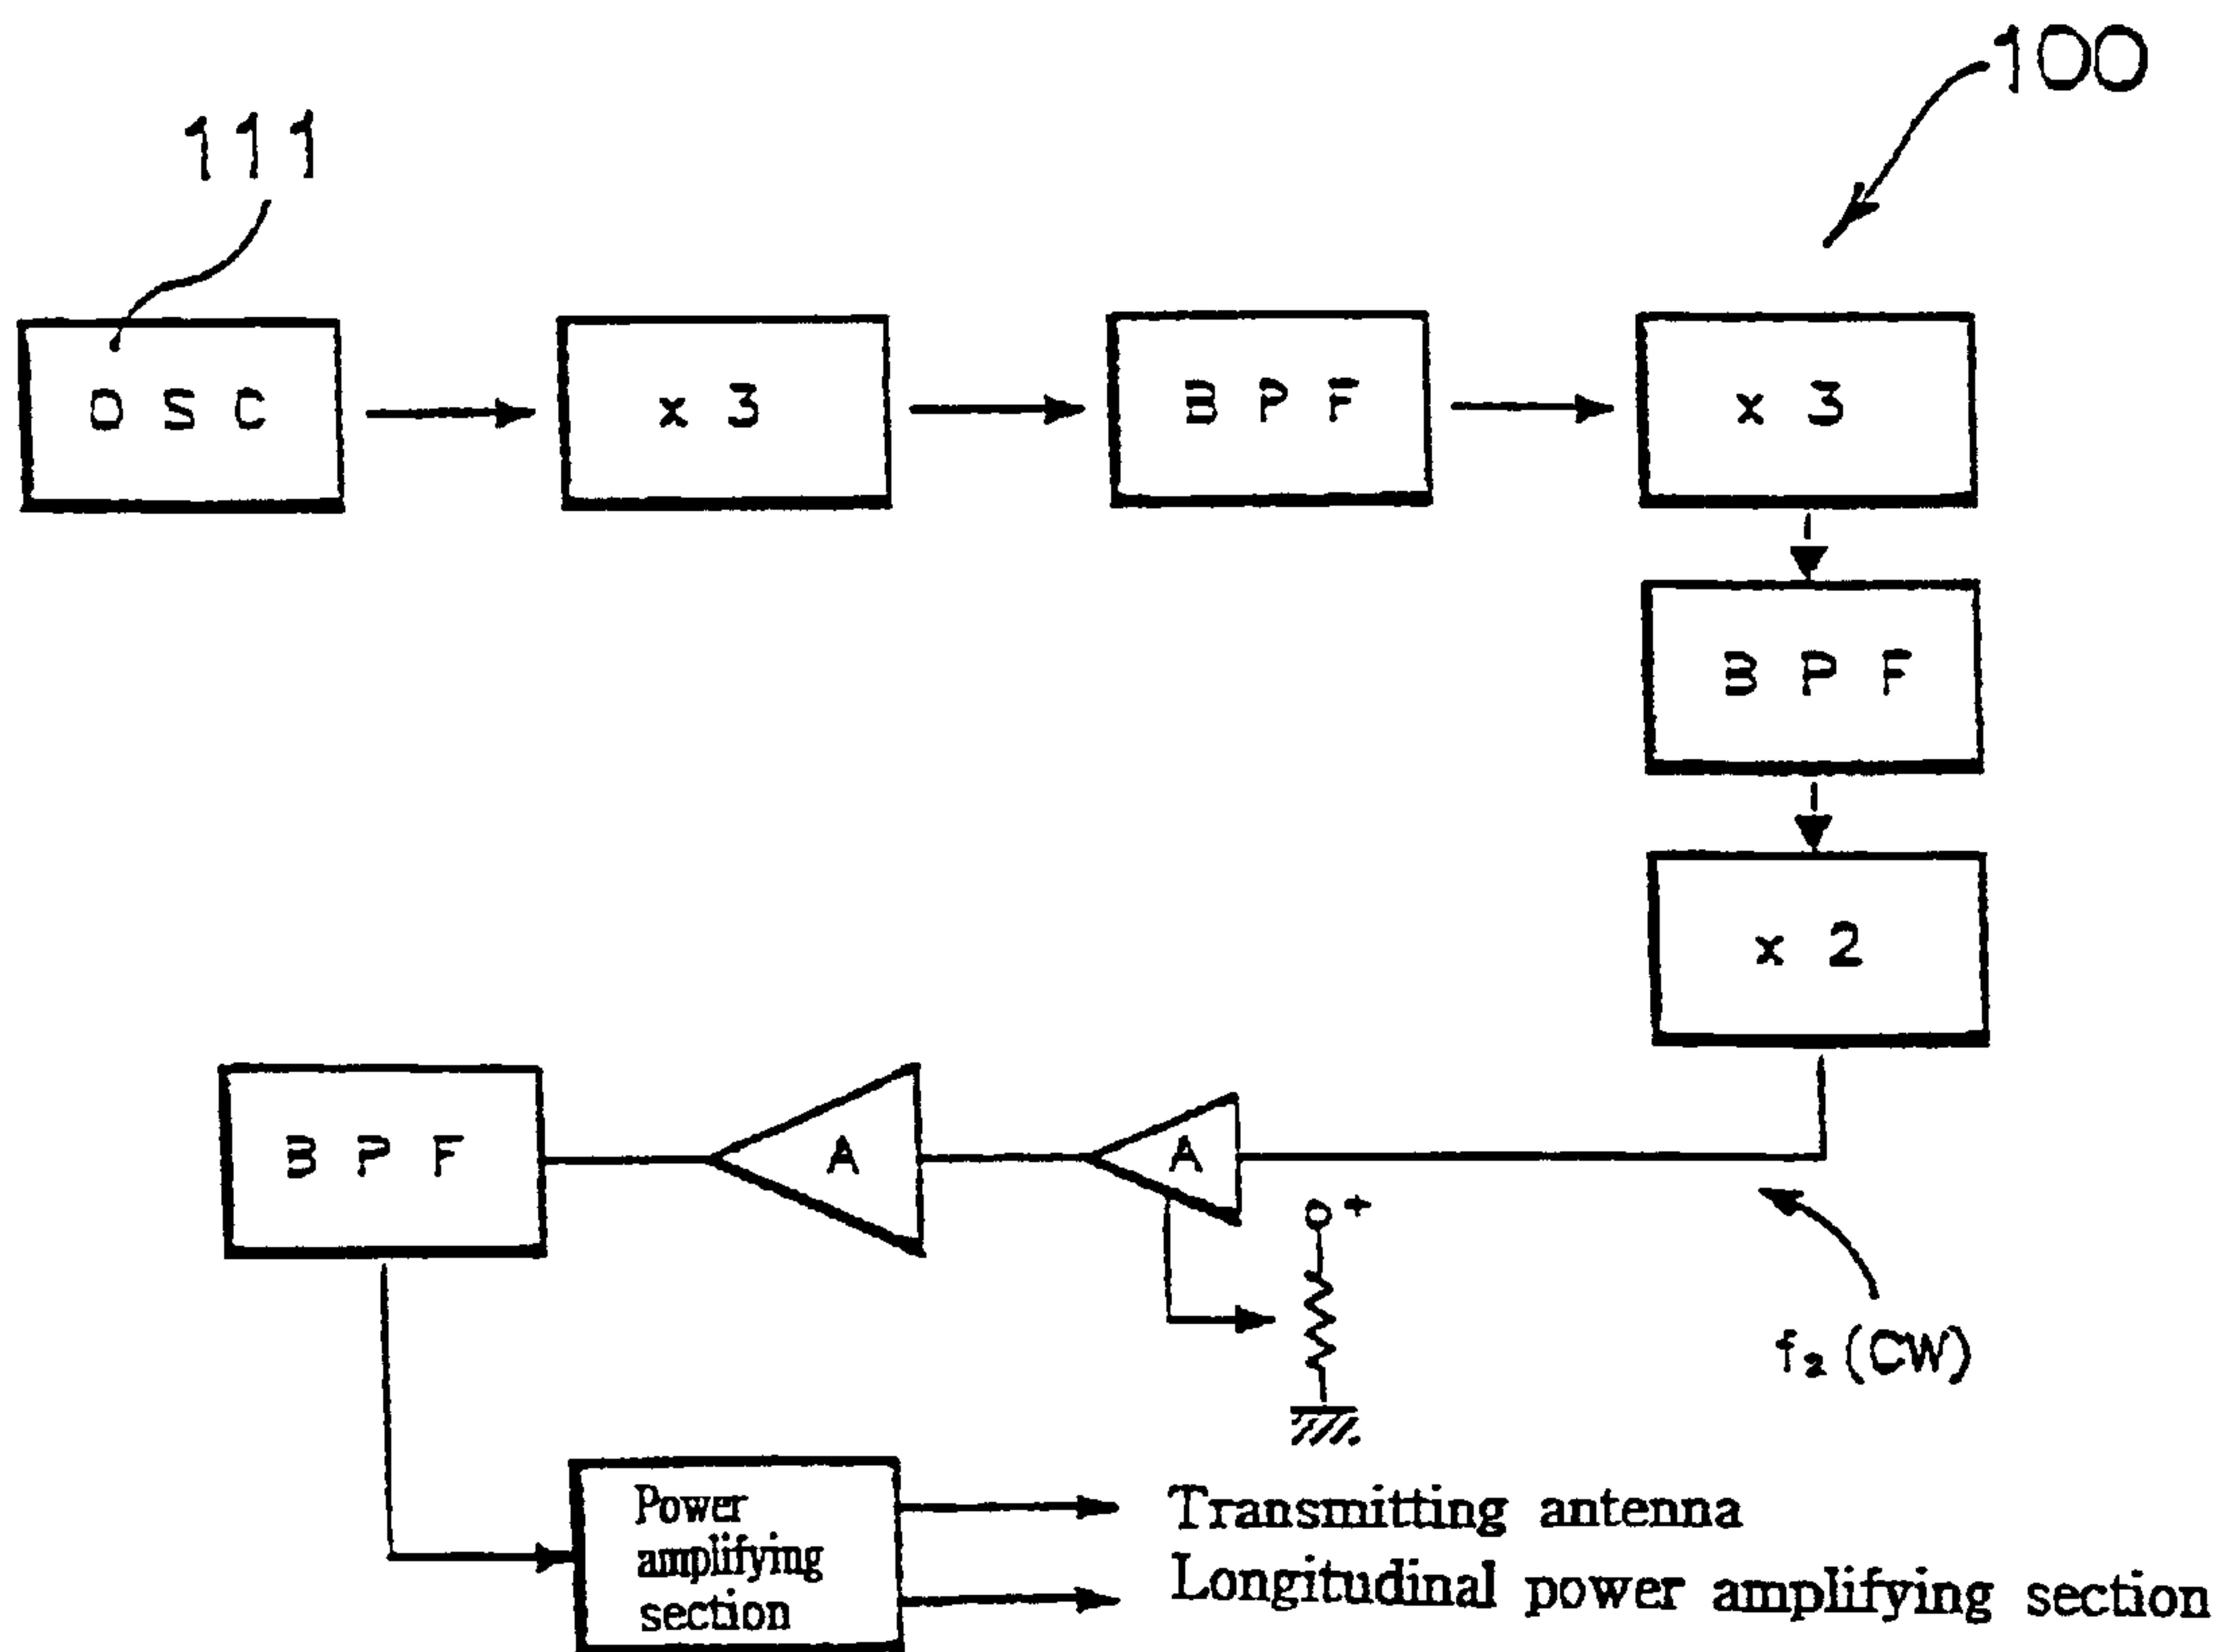 100
111
OSC
x 3
BPF
x 3
BPF
x 2
BPF
A
A
+
f₂ (CW)
Power
amplifying
section
Transmitting antenna
Longitudinal power amplifying section